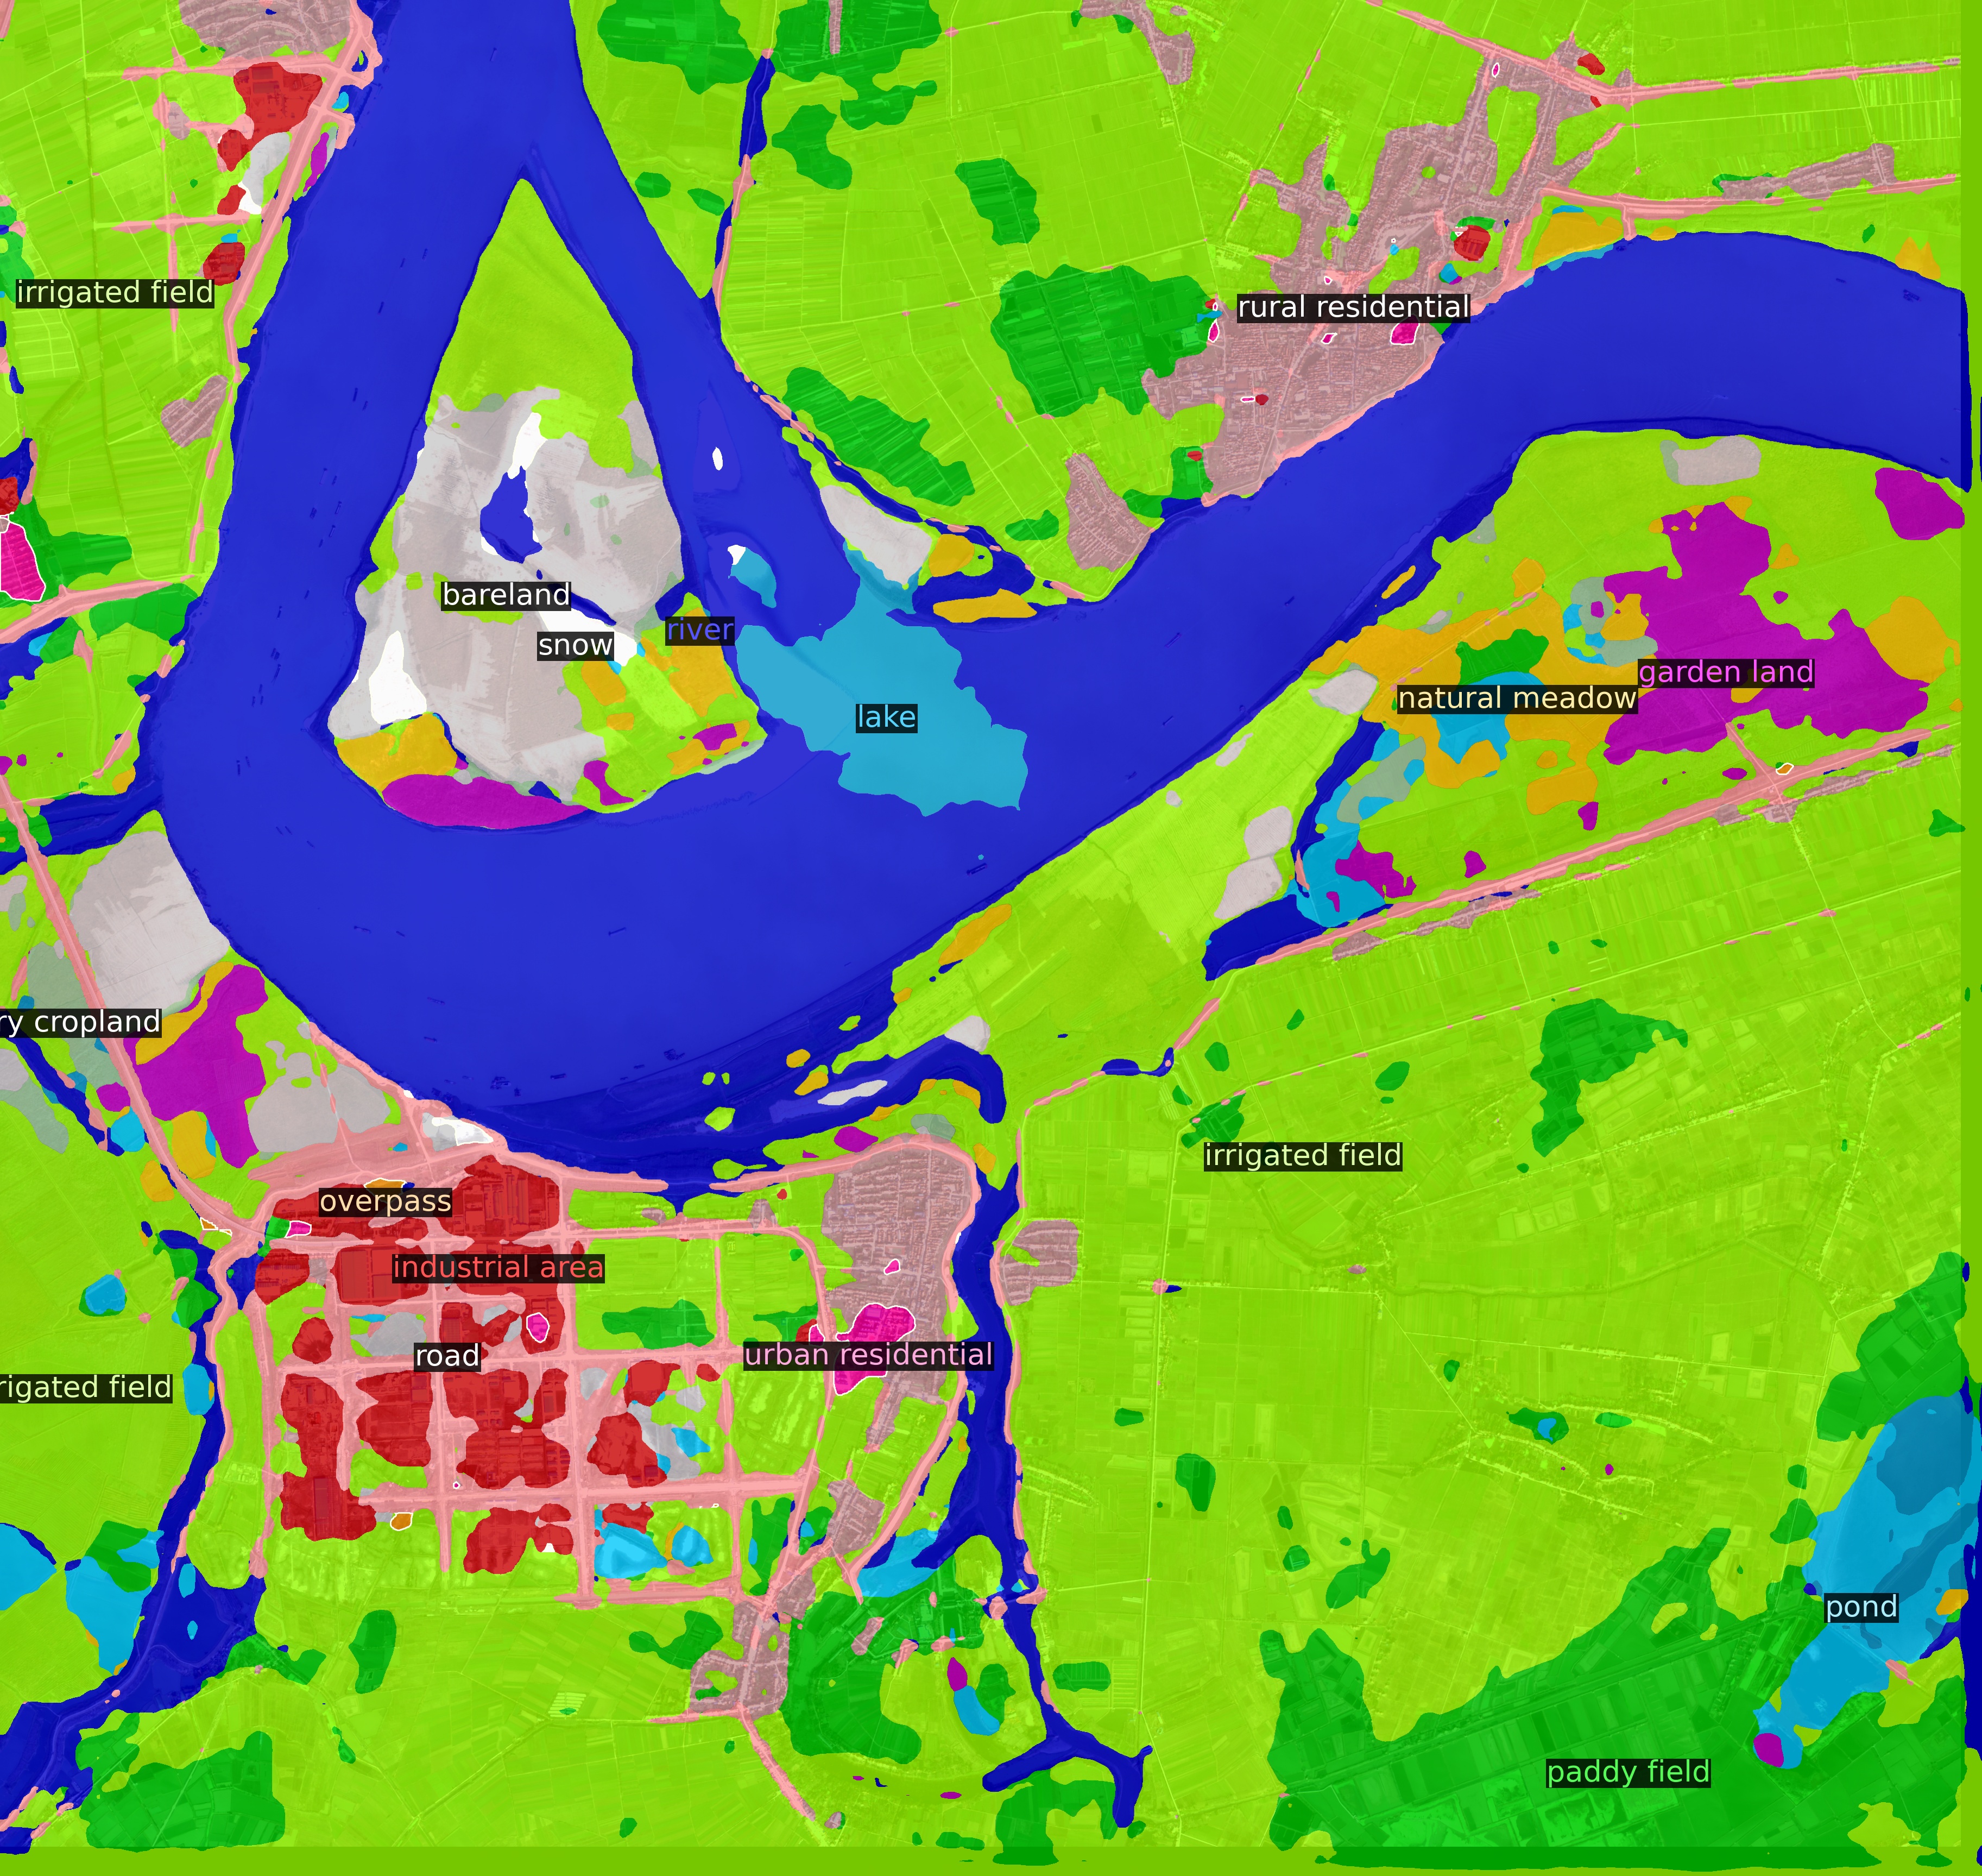 irrigated field
rural residential
bareland
river
snow
garden land
natural meadow
lake
ry cropland
irrigated field
overpass
industrial area
urban residential
road
rigated field
pond
paddy field